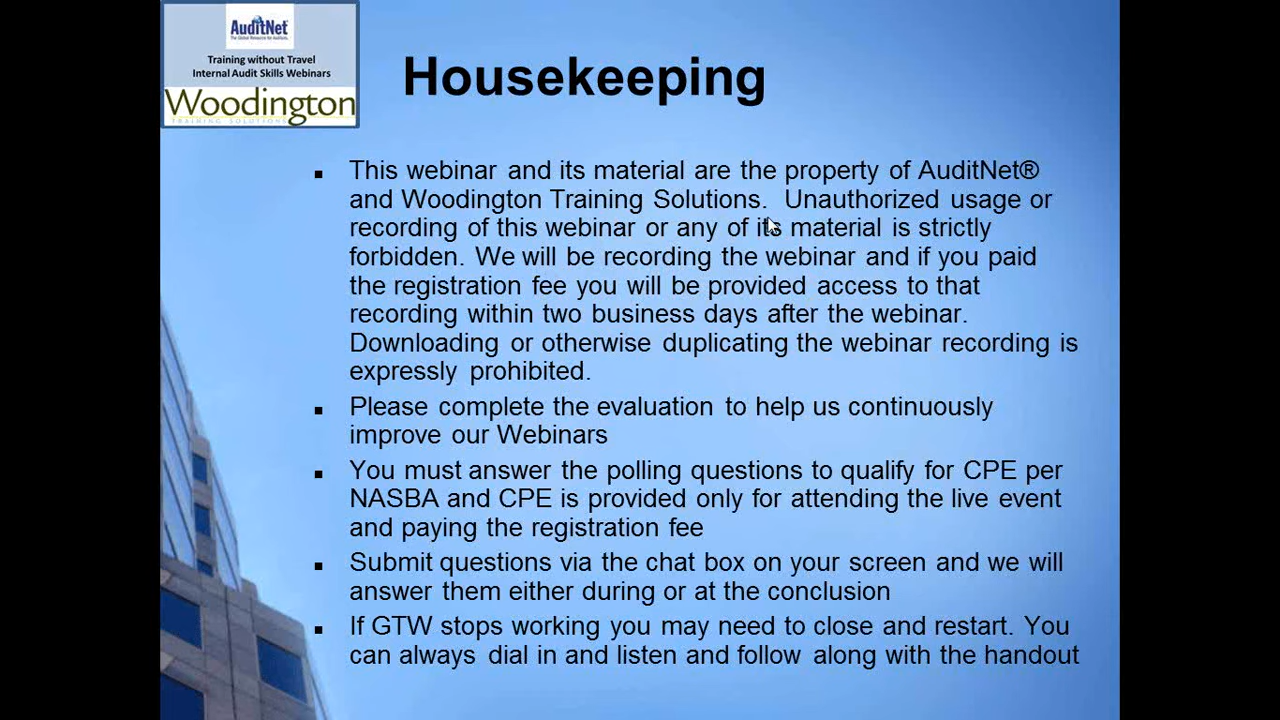 AuditNet®
The Global Resource for Auditors
Training without Travel
Internal Audit Skills Webinars
Woodington
TRAINING SOLUTIONS
Housekeeping
▪ This webinar and its material are the property of AuditNet®
and Woodington Training Solutions. Unauthorized usage or
recording of this webinar or any of its material is strictly
forbidden. We will be recording the webinar and if you paid
the registration fee you will be provided access to that
recording within two business days after the webinar.
Downloading or otherwise duplicating the webinar recording is
expressly prohibited.
▪ Please complete the evaluation to help us continuously
improve our Webinars
▪ You must answer the polling questions to qualify for CPE per
NASBA and CPE is provided only for attending the live event
and paying the registration fee
▪ Submit questions via the chat box on your screen and we will
answer them either during or at the conclusion
▪ If GTW stops working you may need to close and restart. You
can always dial in and listen and follow along with the handout